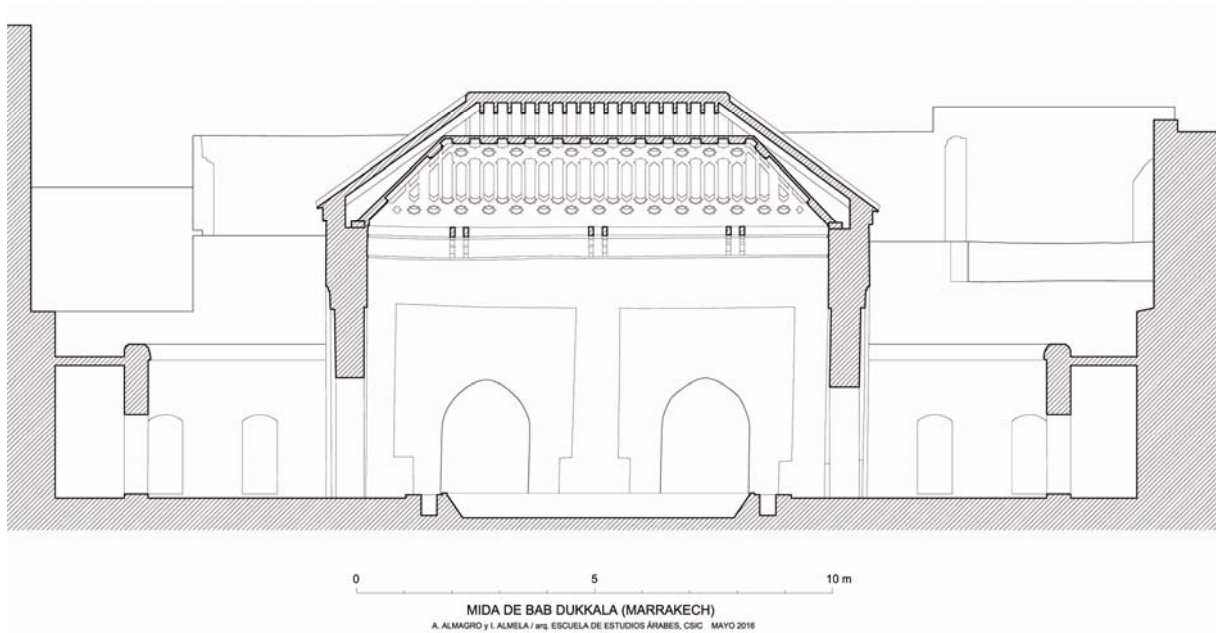 0 5 10 m
MIDA DE BAB DUKKALA (MARRAKECH)
A. ALMAGRO y I. ALMELA / arq. ESCUELA DE ESTUDIOS ÁRABES, CSIC MAYO 2016